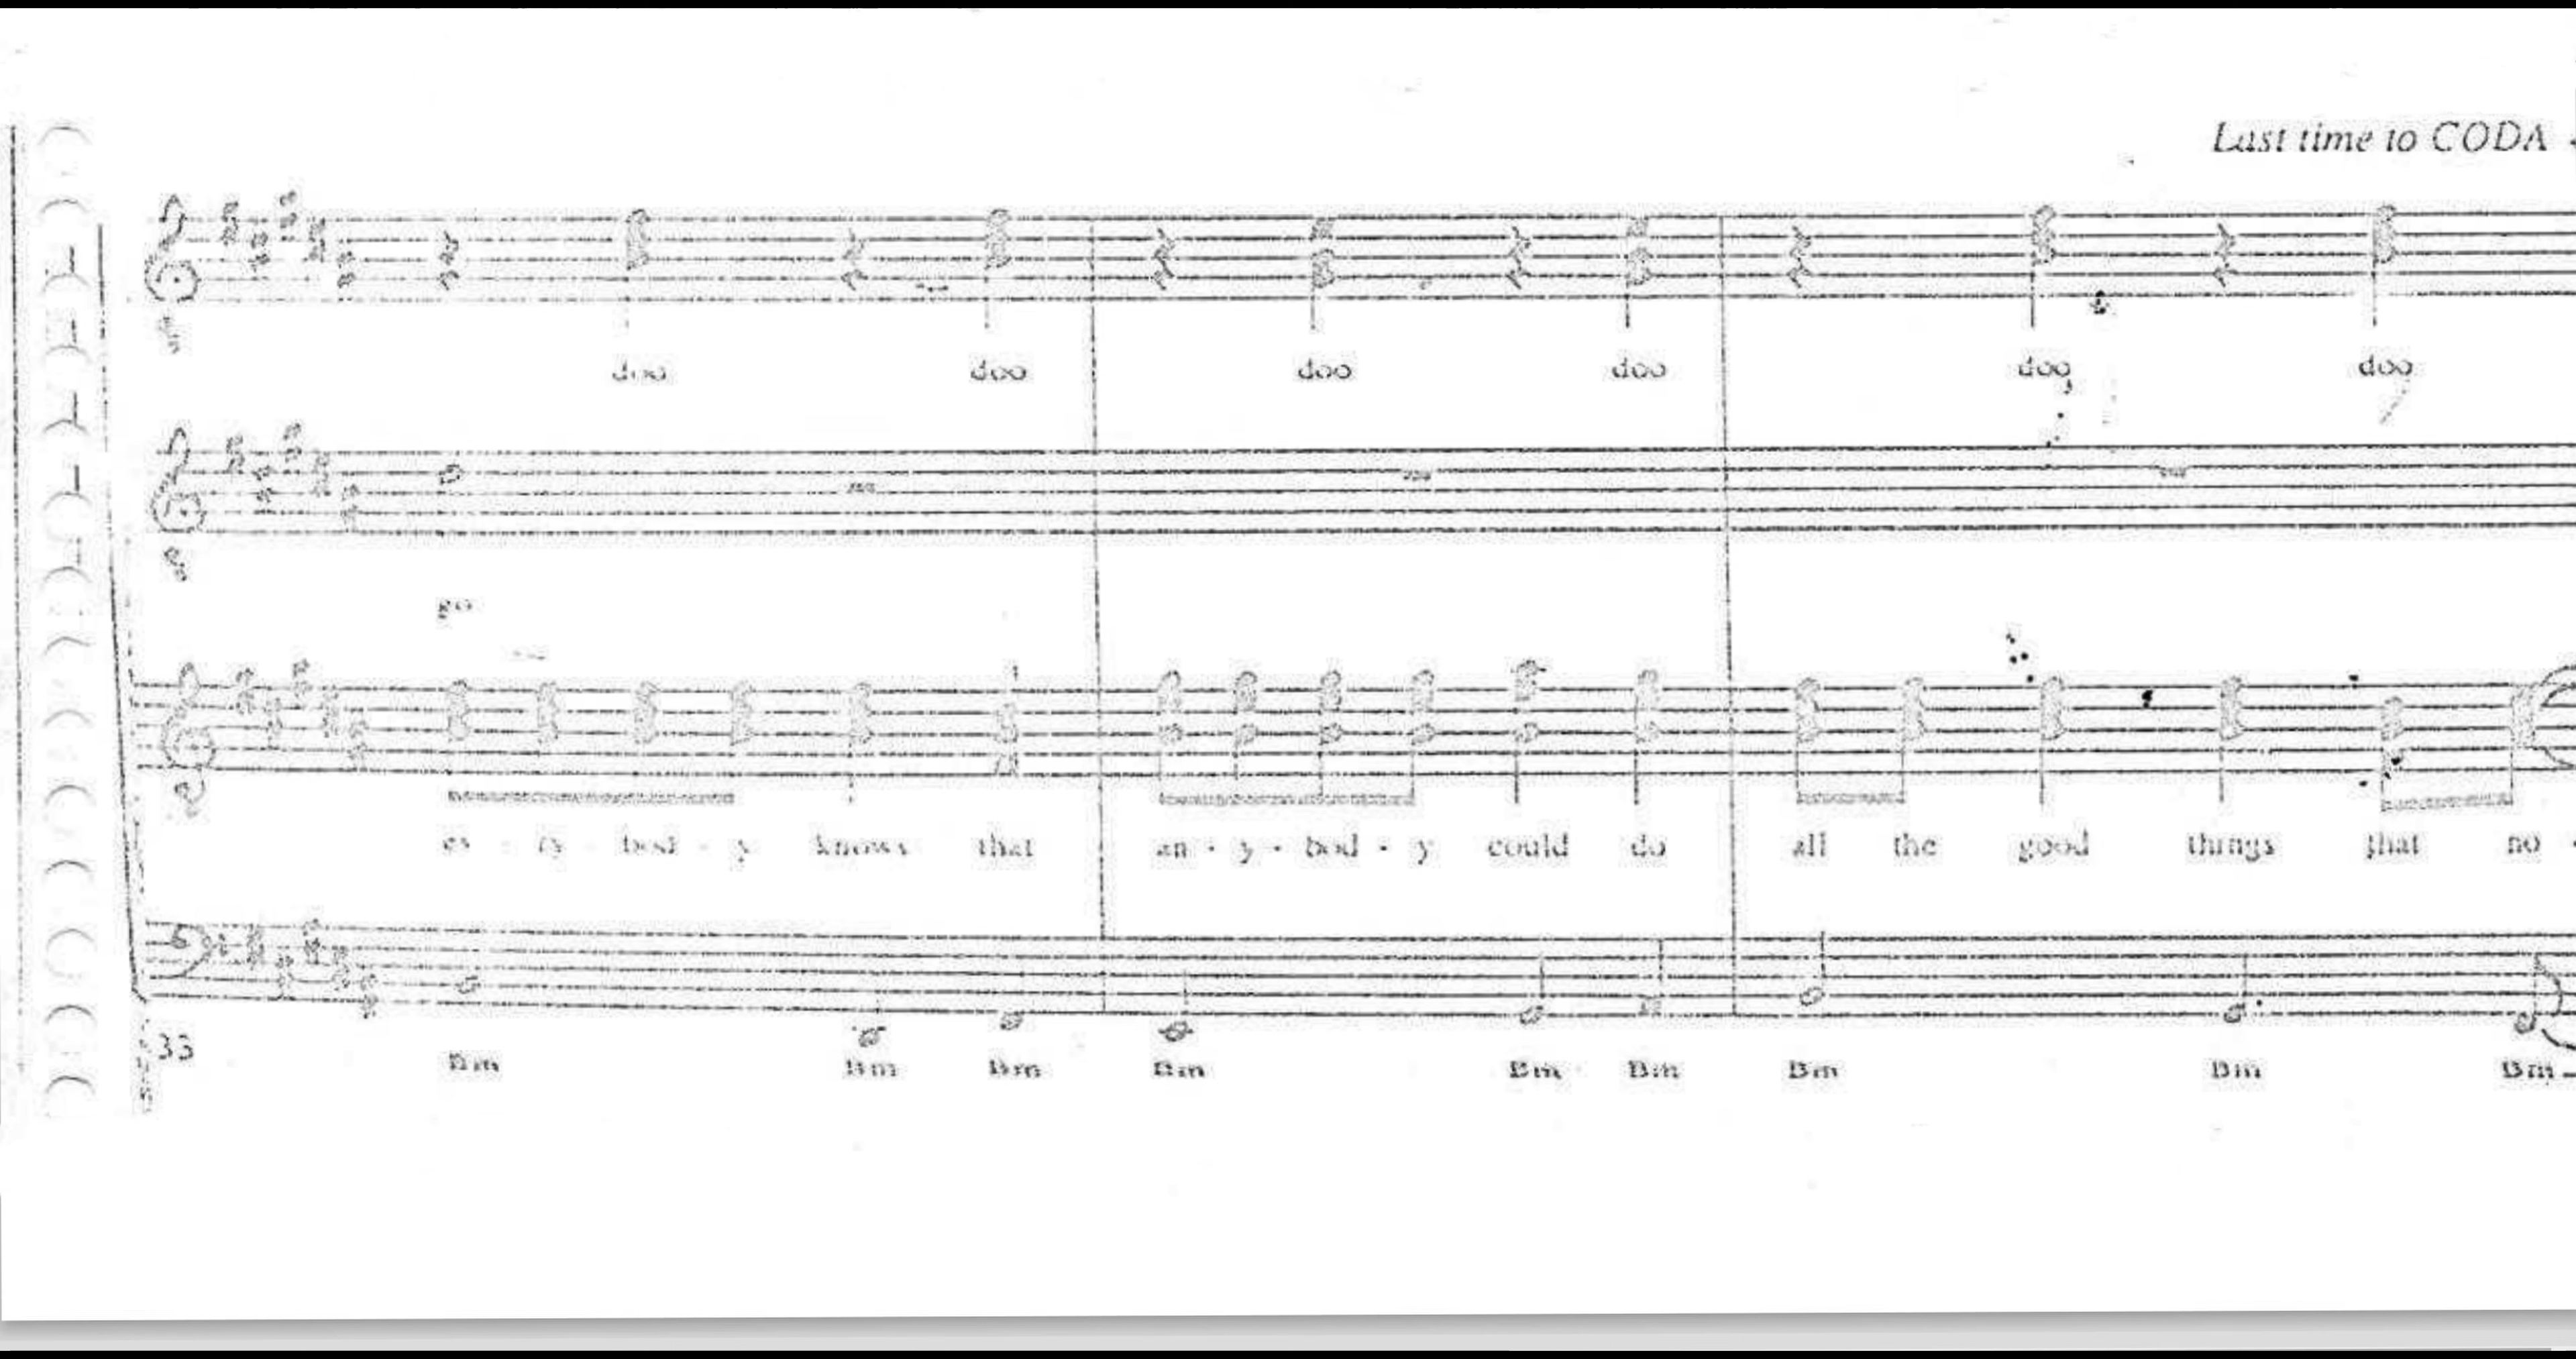 Last time to CODA
doo doo doo doo doo doo
go
ev - 'ry - bod - y knows that an - y - bod - y could do all the good things that no -
33
Bm Bm Bm Bm Bm Bm Bm Bm Bm